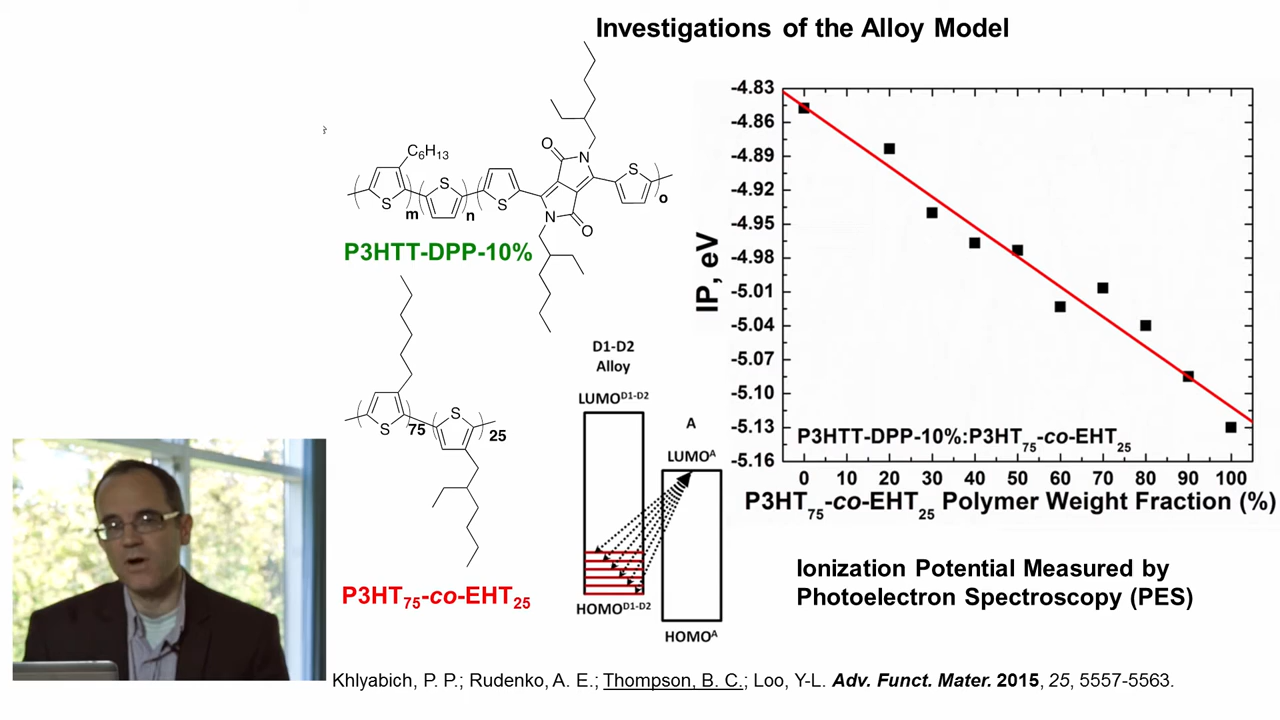 Investigations of the Alloy Model
C6H13
S
S
S
O
N
N
O
S
m
n
o
P3HTT-DPP-10%
S
75
S
25
P3HT75-co-EHT25
D1-D2
Alloy
LUMOD1-D2
HOMOD1-D2
A
LUMOA
HOMOA
IP, eV
-4.83
-4.86
-4.89
-4.92
-4.95
-4.98
-5.01
-5.04
-5.07
-5.10
-5.13
-5.16
P3HTT-DPP-10%:P3HT75-co-EHT25
0 10 20 30 40 50 60 70 80 90 100
P3HT75-co-EHT25 Polymer Weight Fraction (%)
Ionization Potential Measured by
Photoelectron Spectroscopy (PES)
Khlyabich, P. P.; Rudenko, A. E.; Thompson, B. C.; Loo, Y-L. Adv. Funct. Mater. 2015, 25, 5557-5563.